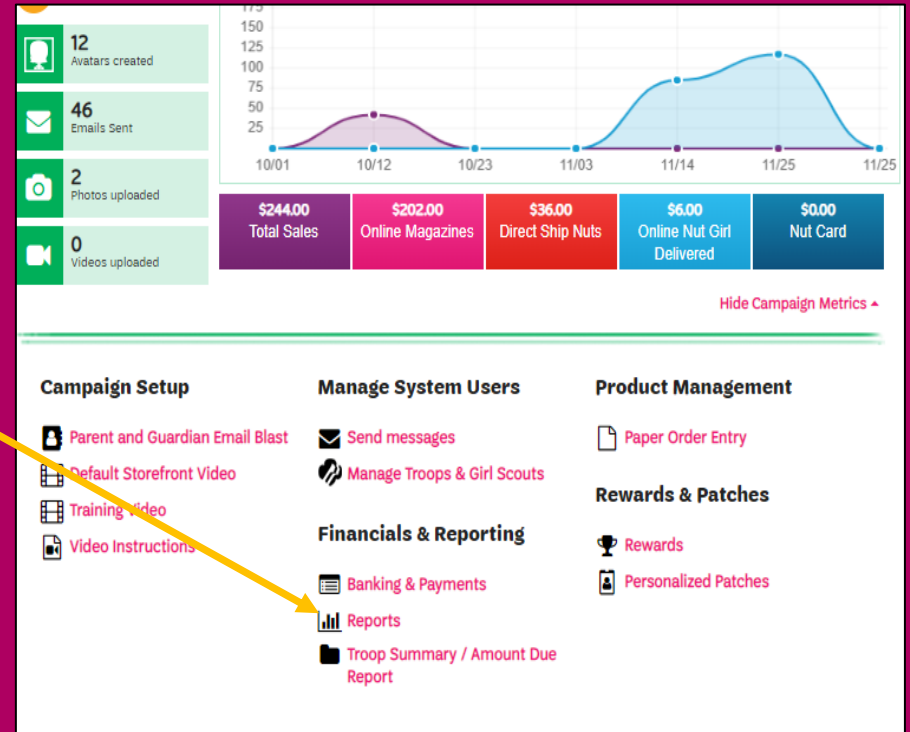 12
Avatars created
46
Emails Sent
2
Photos uploaded
0
Videos uploaded
175
150
125
100
75
50
25
10/01 10/12 10/23 11/03 11/14 11/25 11/25
$244.00
Total Sales
$202.00
Online Magazines
$36.00
Direct Ship Nuts
$6.00
Online Nut Girl
Delivered
$0.00
Nut Card
Hide Campaign Metrics
Campaign Setup
Parent and Guardian Email Blast
Default Storefront Video
Training Video
Video Instructions
Manage System Users
Send messages
Manage Troops & Girl Scouts
Financials & Reporting
Banking & Payments
Reports
Troop Summary / Amount Due
Report
Product Management
Paper Order Entry
Rewards & Patches
Rewards
Personalized Patches